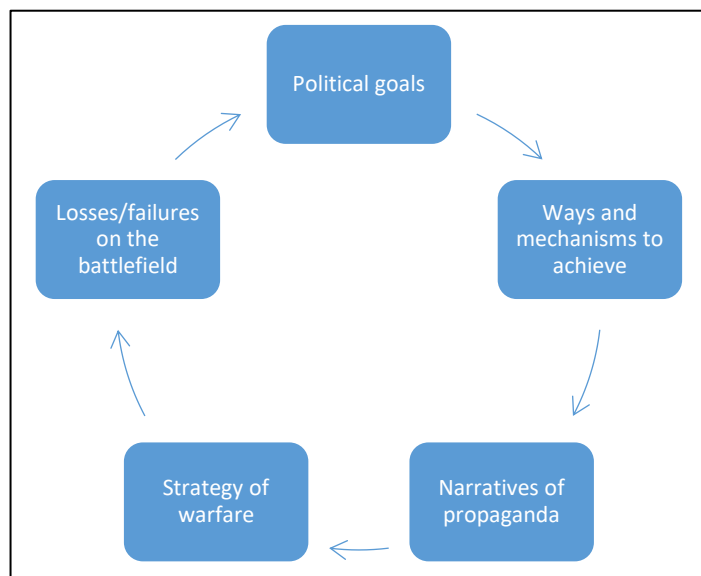 Political goals
Ways and
mechanisms to
achieve
Narratives of
propaganda
Strategy of
warfare
Losses/failures
on the
battlefield